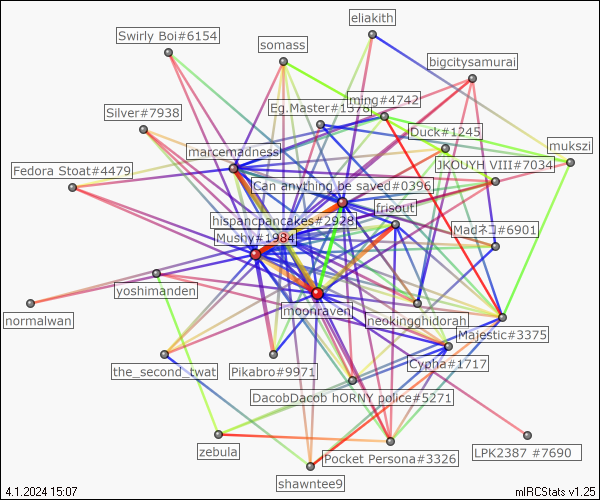 eliakith
Swirly Boi#6154
somass
bigcitysamurai
ming#4742
Silver#7938
Duck#1245
mukszi
marcemadness
JKOUYH VIII#7034
Fedora Stoat#4479
Can anything be saved#0396
frisout
hispancpancakes#2928
Madネコ#6901
Mushy#1984
yoshimanden
moonraven
neokingghidorah
normalwan
Majestic#3375
the_second_twat
Pikabro#9971
Cypha#1717
DacobDacob hORNY police#5271
zebula
Pocket Persona#3326
LPK2387 #7690
shawntee9
4.1.2024 15:07
mIRCStats v1.25